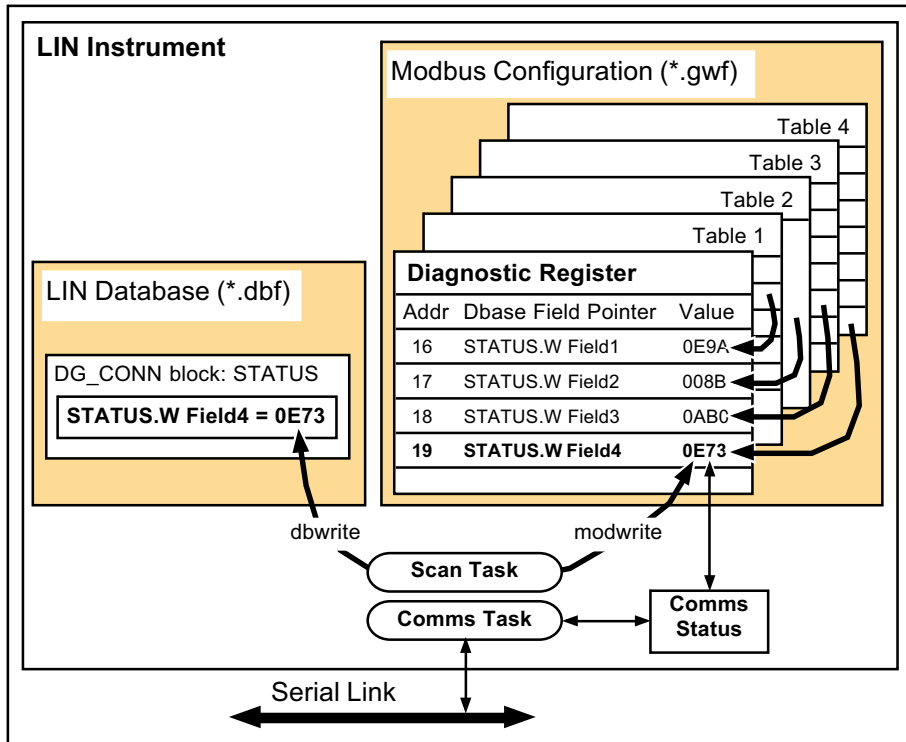 LIN Instrument
Modbus Configuration (*.gwf)
Table 4
Table 3
Table 2
Table 1
Diagnostic Register
Addr Dbase Field Pointer Value
16 STATUS.W Field1 0E9A
17 STATUS.W Field2 008B
18 STATUS.W Field3 0ABC
19 STATUS.W Field4 0E73
LIN Database (*.dbf)
DG_CONN block: STATUS
STATUS.W Field4 = 0E73
dbwrite
modwrite
Scan Task
Comms Task
Comms
Status
Serial Link